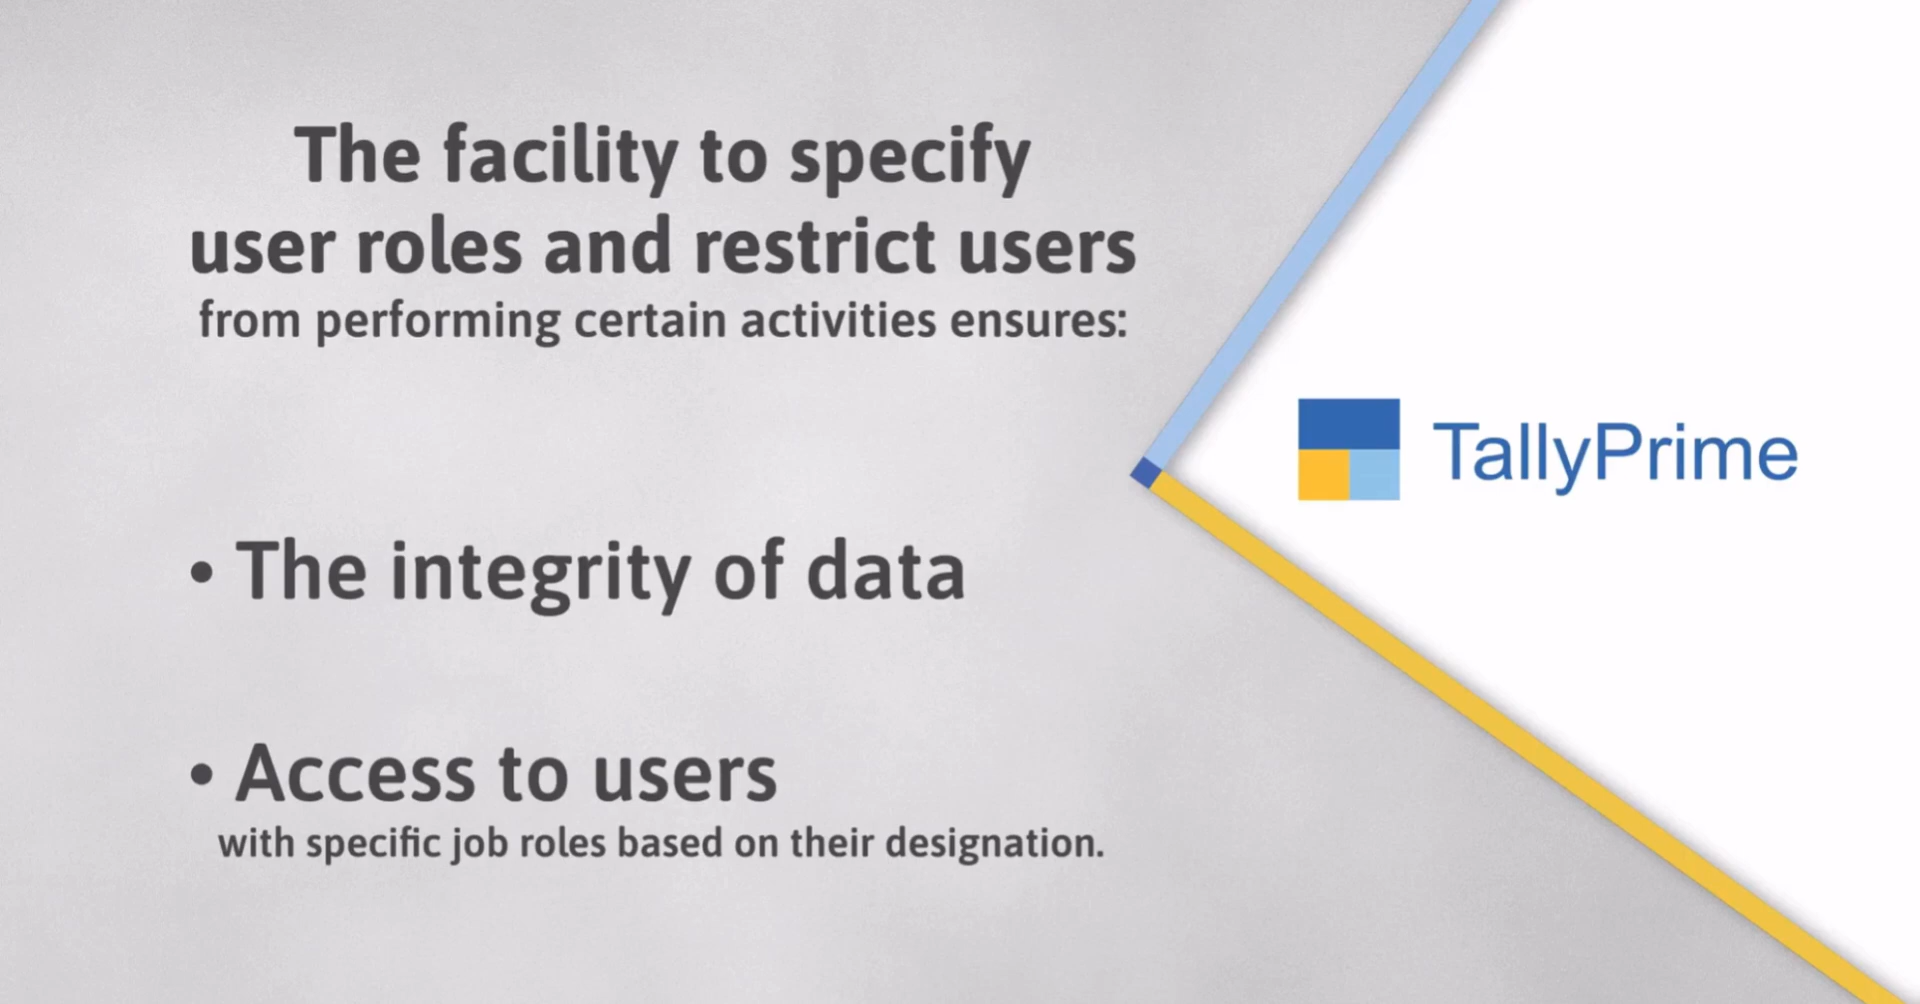 The facility to specify
user roles and restrict users
from performing certain activities ensures:
• The integrity of data
• Access to users
with specific job roles based on their designation.
TallyPrime